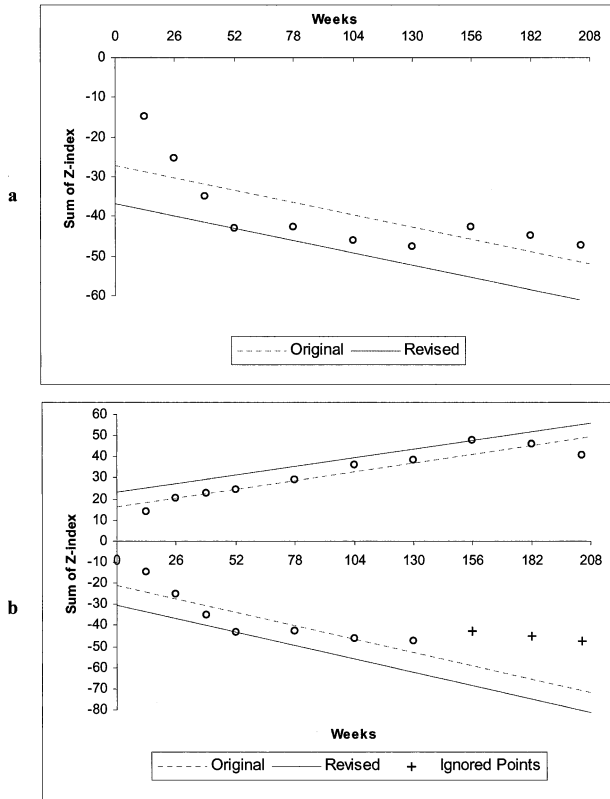 a
Weeks
0 26 52 78 104 130 156 182 208
Sum of Z-index
0
-10
-20
-30
-40
-50
-60
Original Revised
b
Sum of Z-index
60
50
40
30
20
10
0
-10
-20
-30
-40
-50
-60
-70
-80
0 26 52 78 104 130 156 182 208
Weeks
Original Revised + Ignored Points